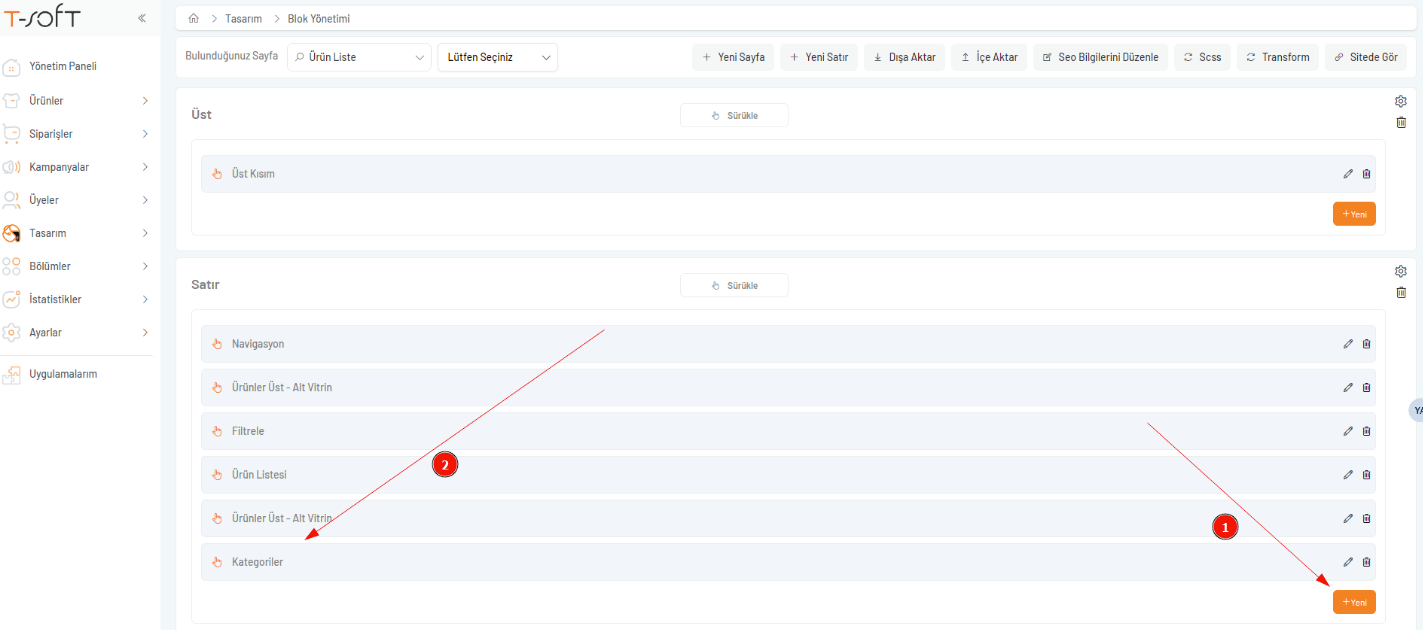 T-SOFT
Tasarım
Blok Yönetimi
Bulunduğunuz Sayfa
Ürün Liste
Lütfen Seçiniz
Yeni Sayfa
Yeni Satır
Dışa Aktar
İçe Aktar
Seo Bilgilerini Düzenle
Scss
Transform
Sitede Gör
Yönetim Paneli
Ürünler
Siparişler
Kampanyalar
Üyeler
Tasarım
Bölümler
İstatistikler
Ayarlar
Uygulamalarım
Üst
Sürükle
Üst Kısım
+Yeni
Satır
Sürükle
Navigasyon
Ürünler Üst - Alt Vitrin
Filtrele
Ürün Listesi
Ürünler Üst - Alt Vitrin
Kategoriler
+Yeni
2
1